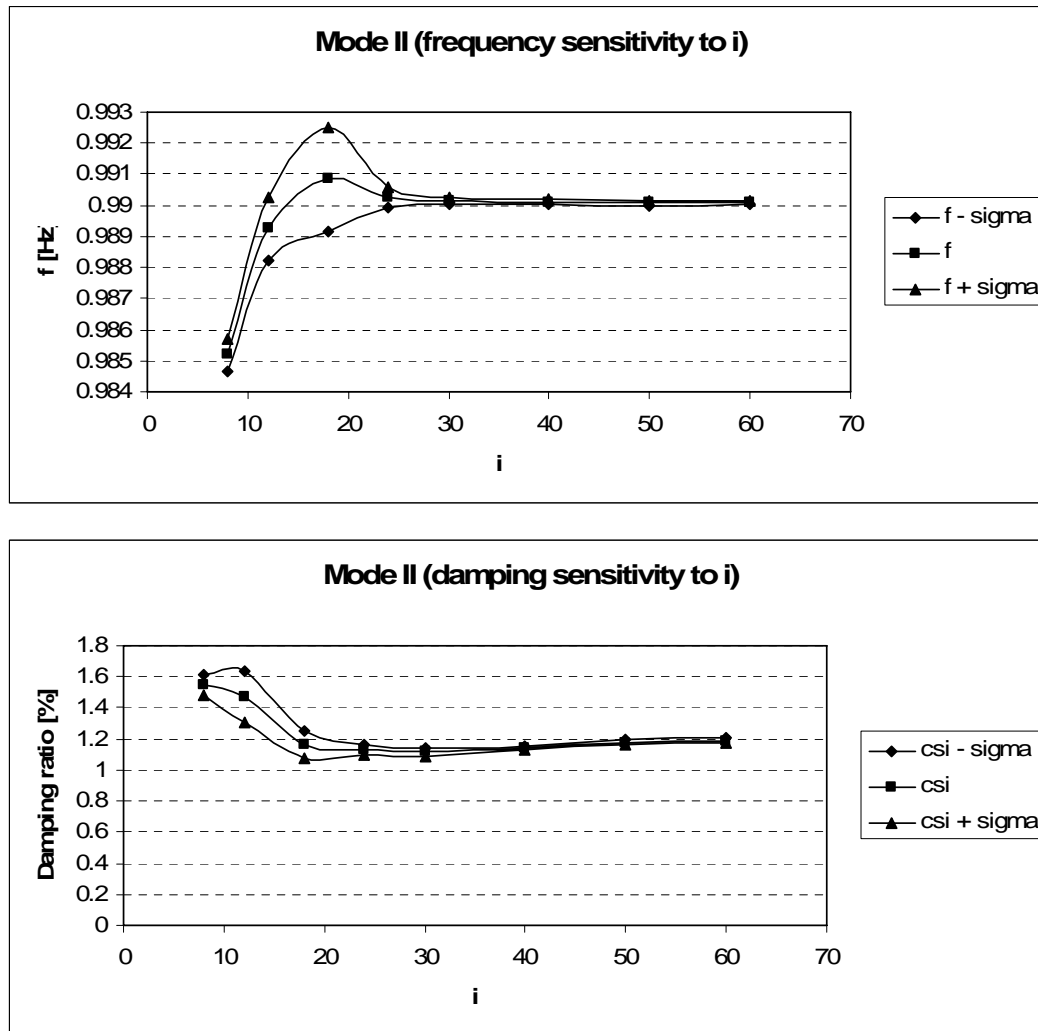 Mode II (frequency sensitivity to i)
0.993
0.992
0.991
0.99
0.989
0.988
0.987
0.986
0.985
0.984
f [Hz]
0 10 20 30 40 50 60 70
i
f - sigma
f
f + sigma
Mode II (damping sensitivity to i)
1.8
1.6
1.4
1.2
1
0.8
0.6
0.4
0.2
0
Damping ratio [%]
0 10 20 30 40 50 60 70
i
csi - sigma
csi
csi + sigma